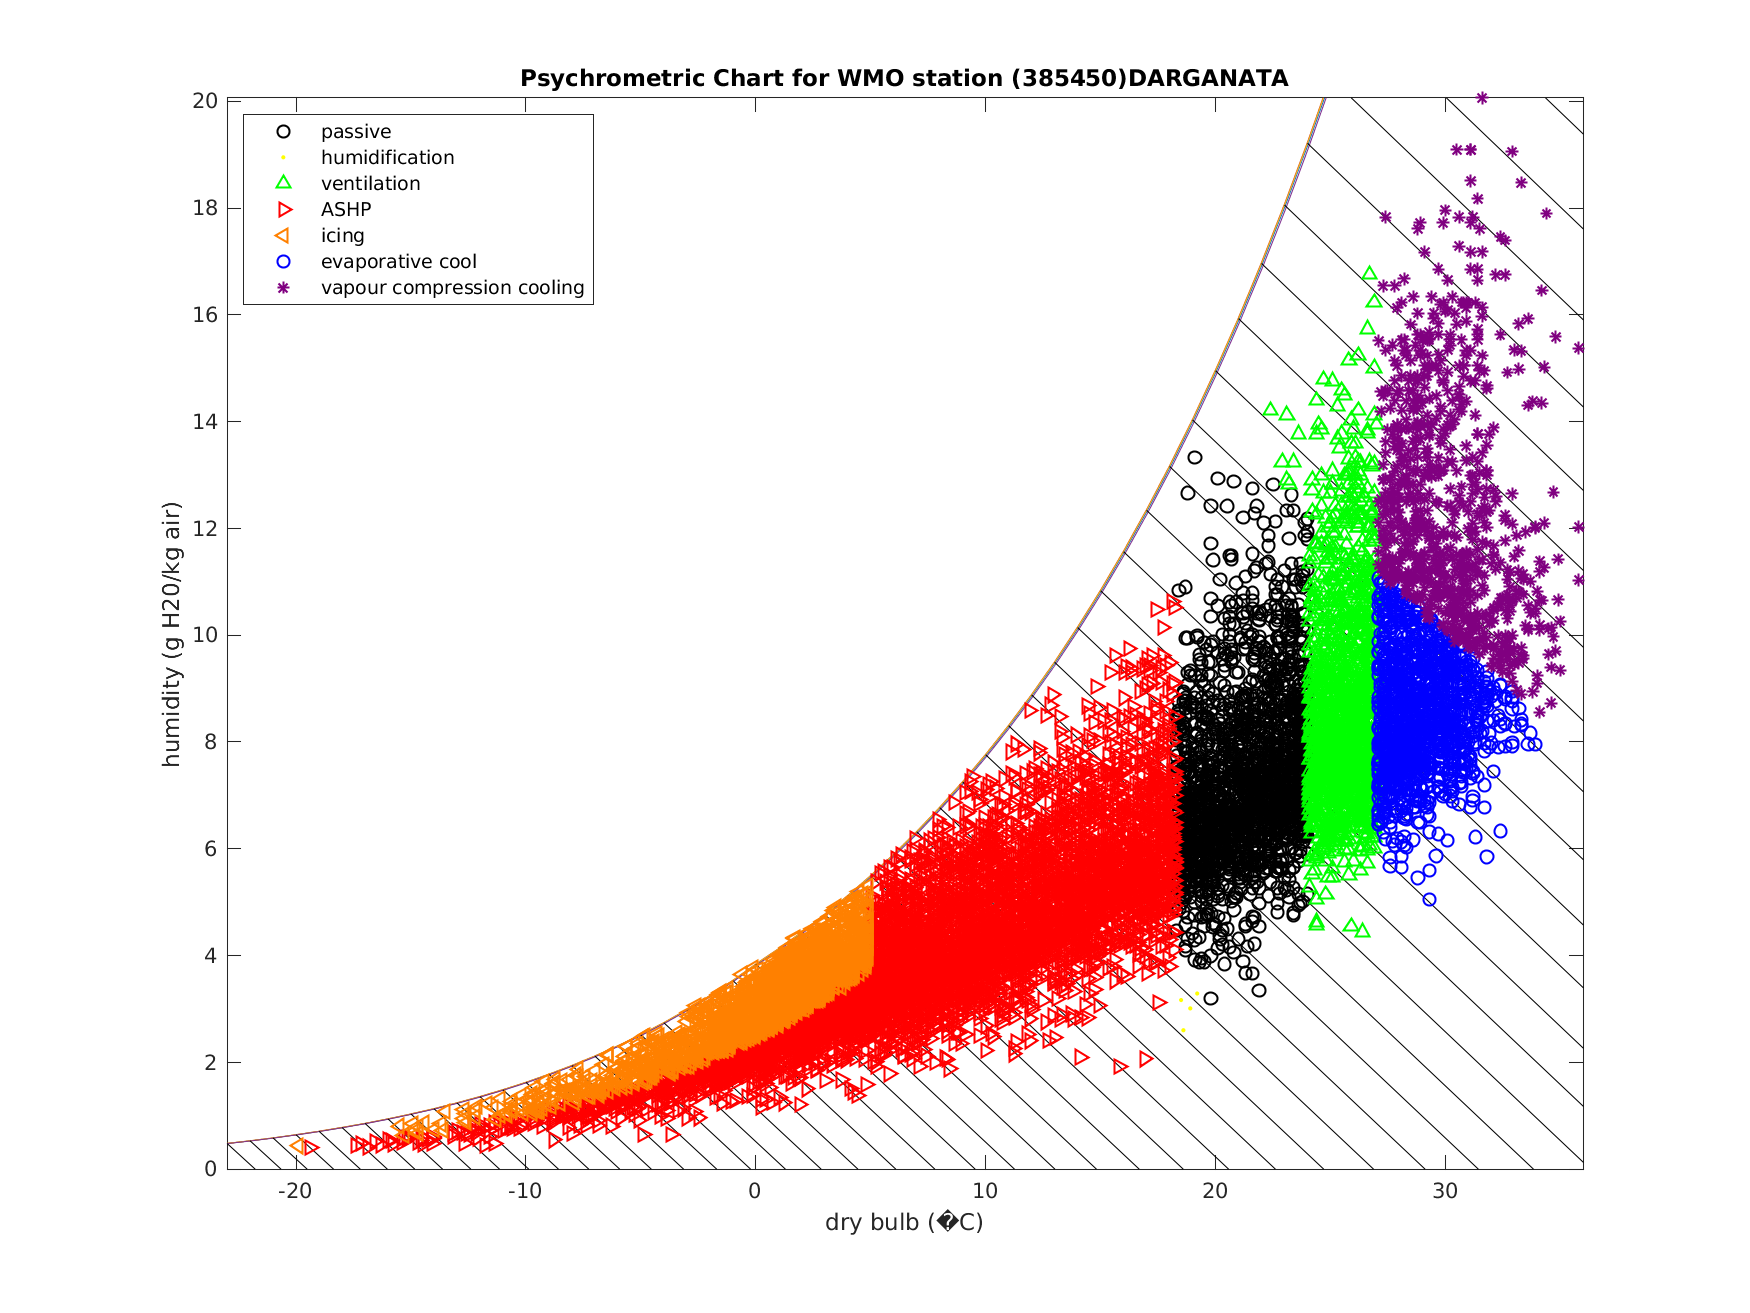 Psychrometric Chart for WMO station (385450)DARGANATA
passive
humidification
ventilation
ASHP
icing
evaporative cool
vapour compression cooling
humidity (g H20/kg air)
20
18
16
14
12
10
8
6
4
2
0
-20
-10
0
10
20
30
dry bulb (�C)